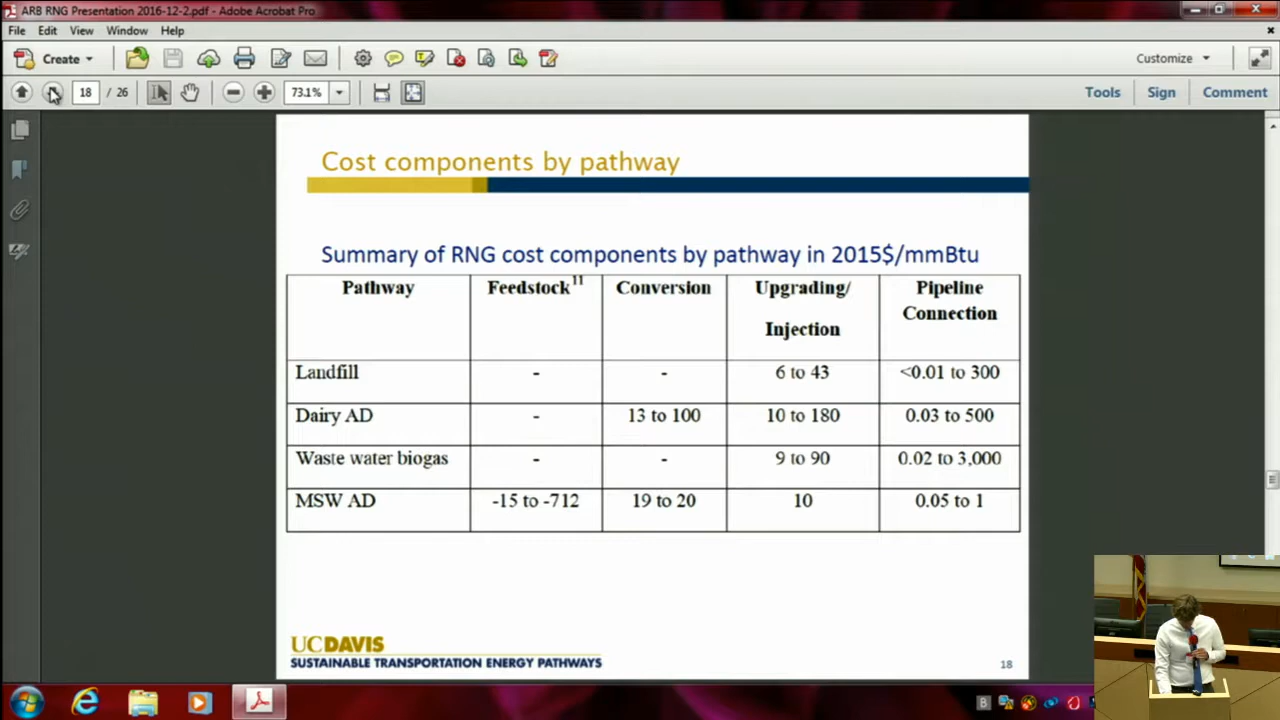 ARB RNG Presentation 2016-12-2.pdf - Adobe Acrobat Pro
File Edit View Window Help
Create Customize
18 / 26 73.1% Tools Sign Comment
Cost components by pathway
Summary of RNG cost components by pathway in 2015$/mmBtu
Pathway Feedstock11 Conversion Upgrading/ Injection Pipeline Connection
Landfill - - 6 to 43 <0.01 to 300
Dairy AD - 13 to 100 10 to 180 0.03 to 500
Waste water biogas - - 9 to 90 0.02 to 3,000
MSW AD -15 to -712 19 to 20 10 0.05 to 1
UCDAVIS
SUSTAINABLE TRANSPORTATION ENERGY PATHWAYS
18